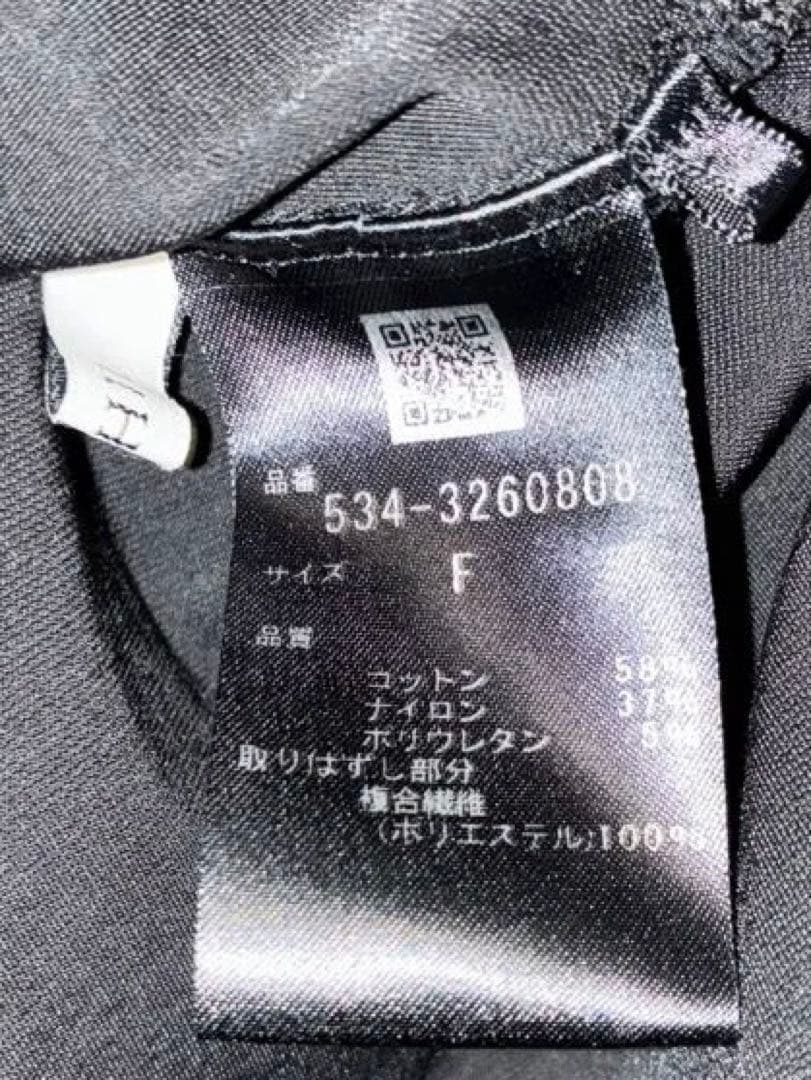 品番 534-3260808
サイズ F
品質
コットン 58%
ナイロン 37%
ポリウレタン 5%
取りはずし部分
複合繊維
(ポリエステル)100%